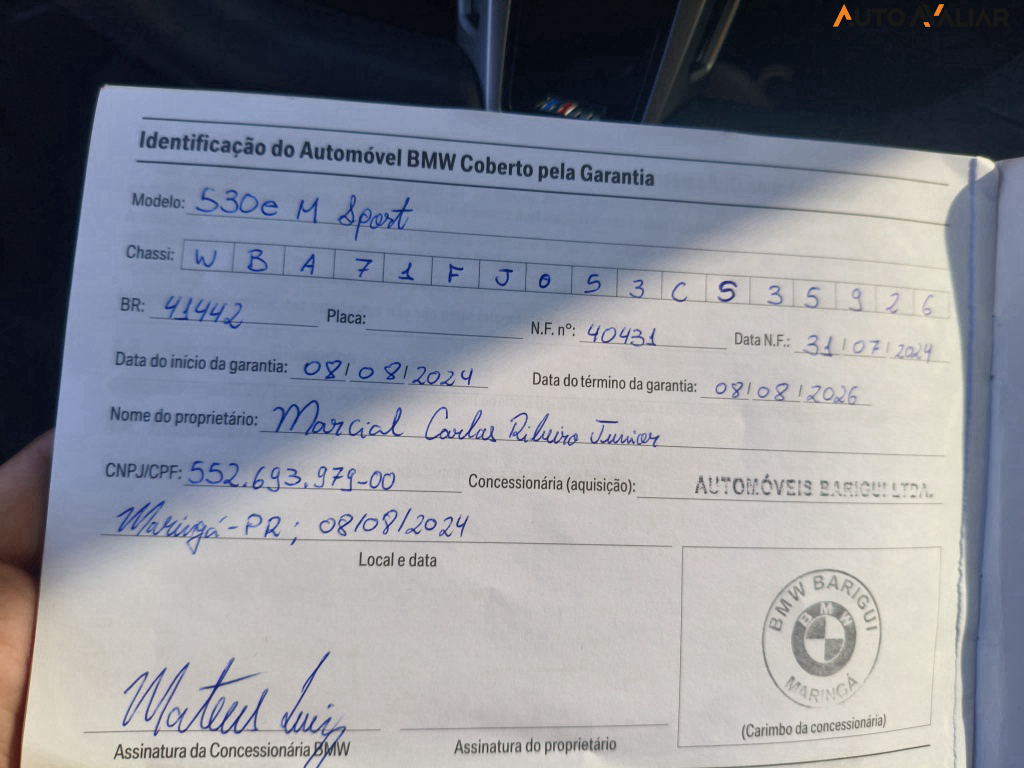 AUTO AVALIAR
Identificação do Automóvel BMW Coberto pela Garantia
Modelo: 530e M Sport
Chassi: W B A 7 1 F J 0 5 3 C S 3 5 9 2 6
BR: 41442 Placa: N.F. nº: 40431 Data N.F.: 31/07/2024
Data do início da garantia: 08/08/2024 Data do término da garantia: 08/08/2026
Nome do proprietário: Marcial Carlos Ribeiro Junior
CNPJ/CPF: 552.693.979-00 Concessionária (aquisição): AUTOMÓVEIS BARIGUI LTDA.
Maringá-PR; 08/08/2024
Local e data
BMW BARIGUI
BMW
MARINGÁ
(Carimbo da concessionária)
Mateus Luiz
Assinatura da Concessionária BMW Assinatura do proprietário